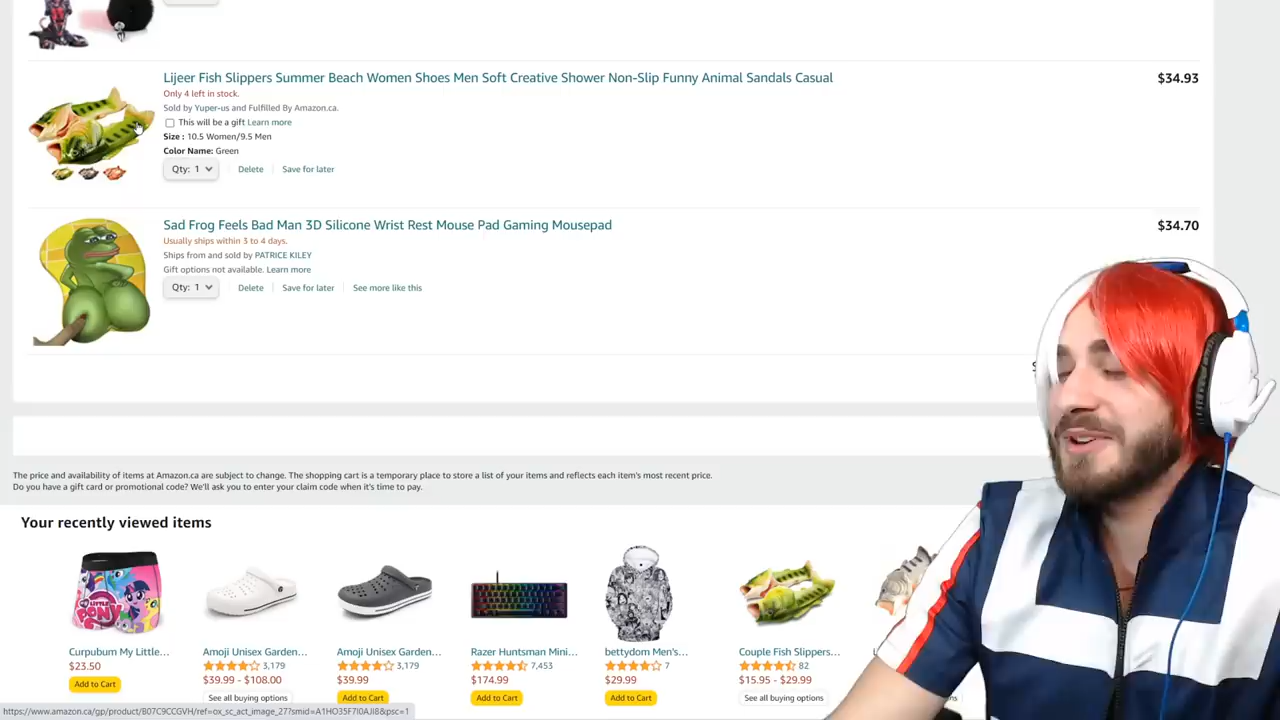 Lijeer Fish Slippers Summer Beach Women Shoes Men Soft Creative Shower Non-Slip Funny Animal Sandals Casual
$34.93
Only 4 left in stock.
Sold by Yuper-us and Fulfilled By Amazon.ca.
This will be a gift Learn more
Size : 10.5 Women/9.5 Men
Color Name: Green
Qty: 1 Delete Save for later
Sad Frog Feels Bad Man 3D Silicone Wrist Rest Mouse Pad Gaming Mousepad
$34.70
Usually ships within 3 to 4 days.
Ships from and sold by PATRICE KILEY
Gift options not available. Learn more
Qty: 1 Delete Save for later See more like this
The price and availability of items at Amazon.ca are subject to change. The shopping cart is a temporary place to store a list of your items and reflects each item's most recent price.
Do you have a gift card or promotional code? We'll ask you to enter your claim code when it's time to pay.
Your recently viewed items
Curpubum My Little... Amoji Unisex Garden... Amoji Unisex Garden... Razer Huntsman Mini... bettydom Men's... Couple Fish Slippers...
$23.50 3,179 3,179 7,453 7 82
$39.99 - $108.00 $39.99 $174.99 $29.99 $15.95 - $29.99
Add to Cart See all buying options Add to Cart Add to Cart Add to Cart See all buying options
https://www.amazon.ca/gp/product/B07C9CCGVH/ref=ox_sc_act_image_27?smid=A1HO35F7I0AJI8&psc=1